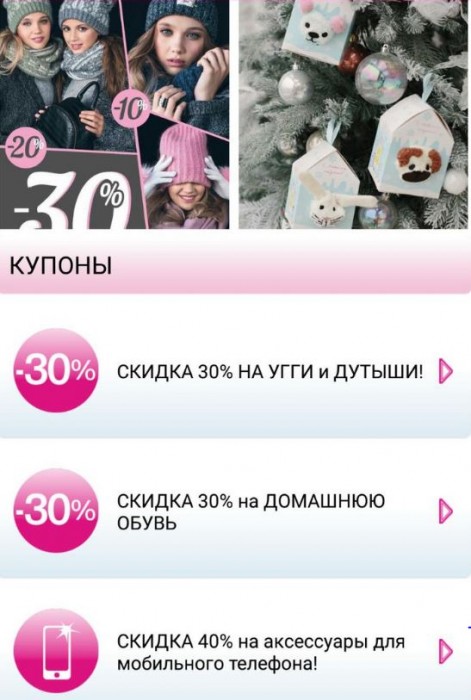 -10%
-20%
-30%
КУПОНЫ
-30%
СКИДКА 30% НА УГГИ и ДУТЫШИ!
-30%
СКИДКА 30% на ДОМАШНЮЮ
ОБУВЬ
СКИДКА 40% на аксессуары для
мобильного телефона!